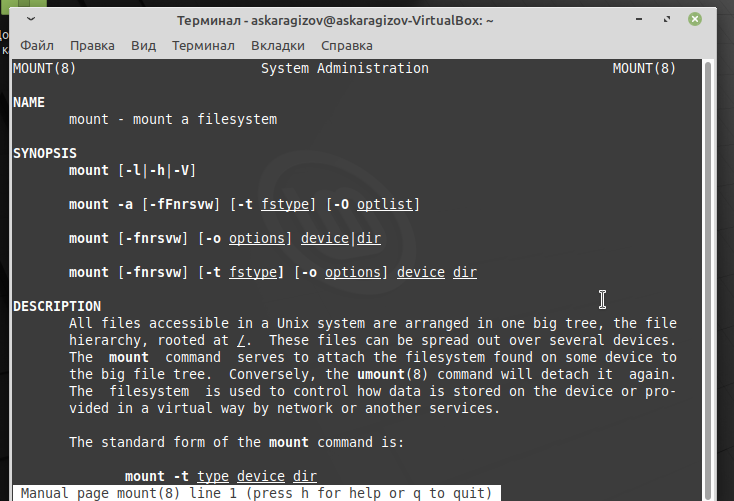 Терминал - askaragizov@askaragizov-VirtualBox: ~
Файл Правка Вид Терминал Вкладки Справка
MOUNT(8) System Administration MOUNT(8)
NAME
mount - mount a filesystem
SYNOPSIS
mount [-l|-h|-V]
mount -a [-fFnrsvw] [-t fstype] [-O optlist]
mount [-fnrsvw] [-o options] device|dir
mount [-fnrsvw] [-t fstype] [-o options] device dir
DESCRIPTION
All files accessible in a Unix system are arranged in one big tree, the file
hierarchy, rooted at /. These files can be spread out over several devices.
The mount command serves to attach the filesystem found on some device to
the big file tree. Conversely, the umount(8) command will detach it again.
The filesystem is used to control how data is stored on the device or pro-
vided in a virtual way by network or another services.
The standard form of the mount command is:
mount -t type device dir
Manual page mount(8) line 1 (press h for help or q to quit)